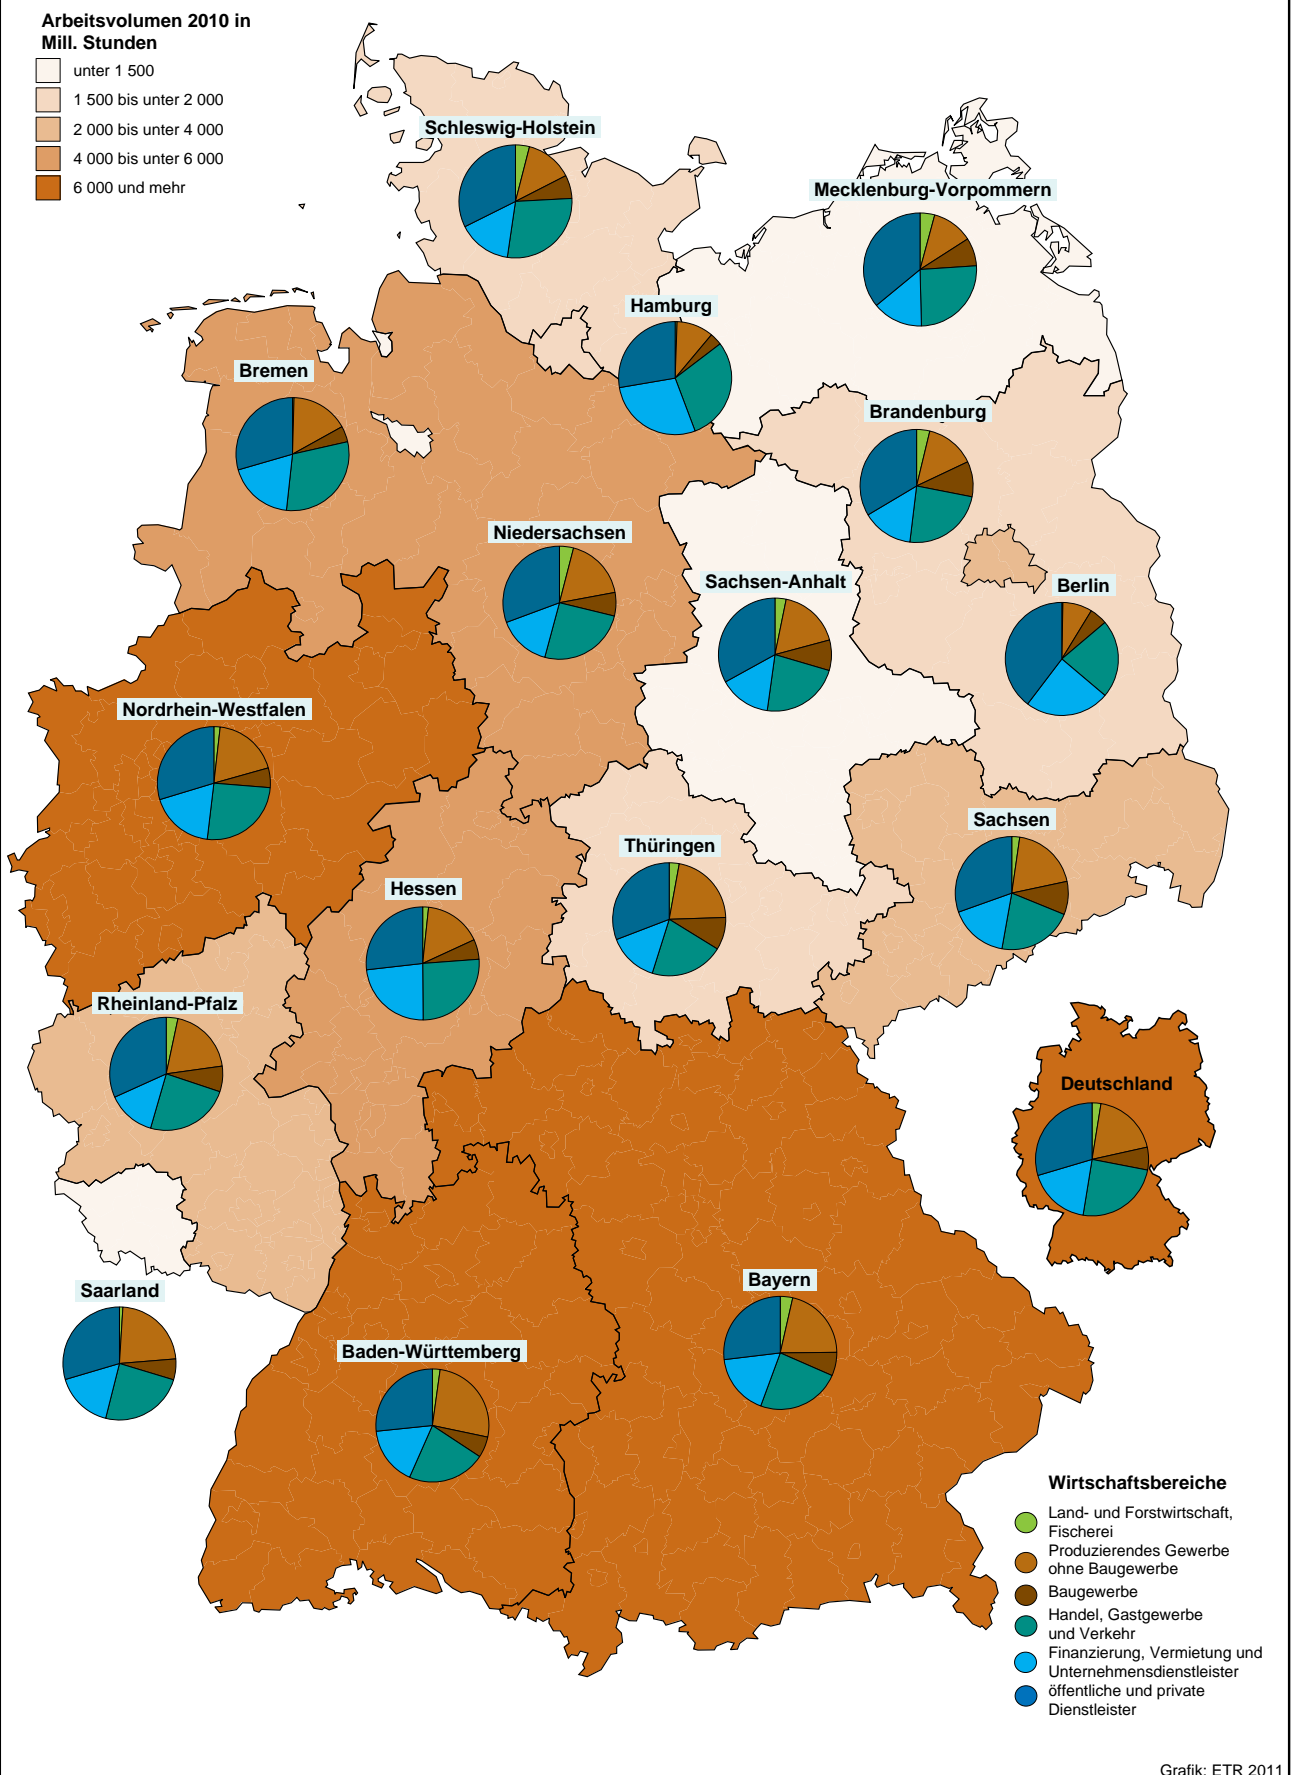 Arbeitsvolumen 2010 in
Mill. Stunden
unter 1 500
1 500 bis unter 2 000
2 000 bis unter 4 000
4 000 bis unter 6 000
6 000 und mehr
Schleswig-Holstein
Mecklenburg-Vorpommern
Hamburg
Bremen
Brandenburg
Niedersachsen
Sachsen-Anhalt
Berlin
Nordrhein-Westfalen
Sachsen
Thüringen
Hessen
Rheinland-Pfalz
Deutschland
Saarland
Bayern
Baden-Württemberg
Wirtschaftsbereiche
Land- und Forstwirtschaft,
Fischerei
Produzierendes Gewerbe
ohne Baugewerbe
Baugewerbe
Handel, Gastgewerbe
und Verkehr
Finanzierung, Vermietung und
Unternehmensdienstleister
öffentliche und private
Dienstleister
Grafik: ETR 2011